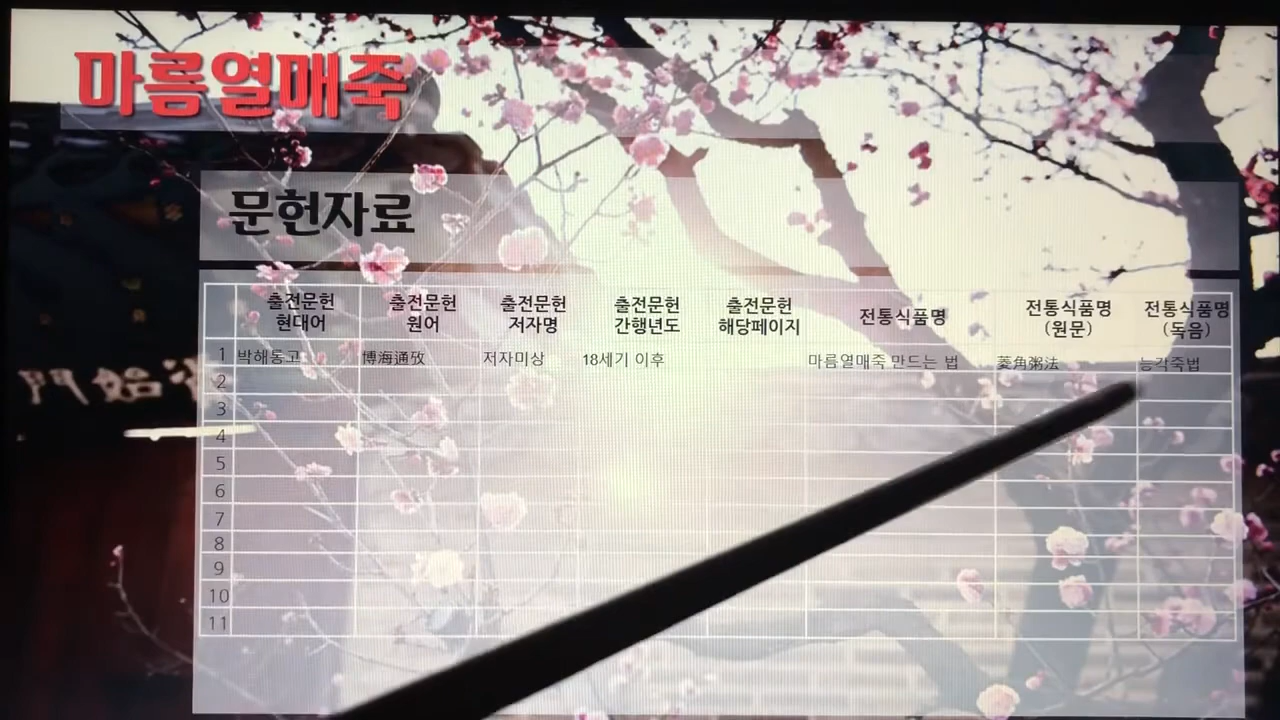 마름열매죽
문헌자료
출전문헌 현대어
출전문헌 원어
출전문헌 저자명
출전문헌 간행년도
출전문헌 해당페이지
전통식품명
전통식품명 (원문)
전통식품명 (독음)
1 박해통고 博海通攷 저자미상 18세기 이후 마름열매죽 만드는 법 菱角粥法 능각죽법
2
3
4
5
6
7
8
9
10
11
門 始